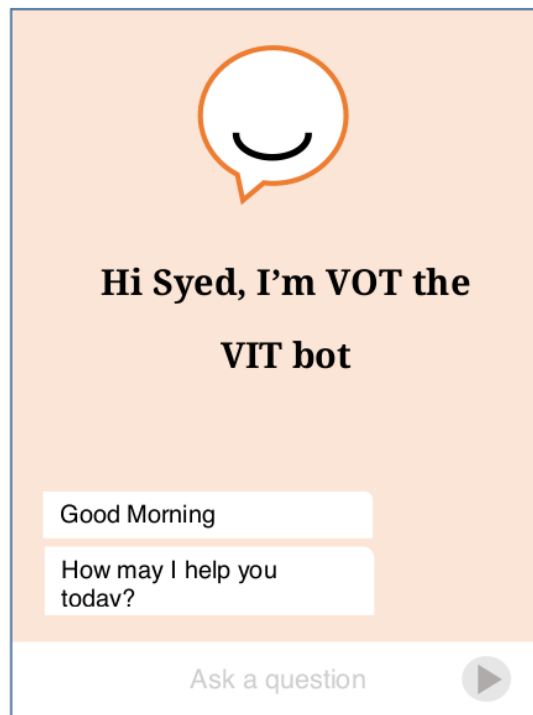 Hi Syed, I’m VOT the
VIT bot
Good Morning
How may I help you
today?
Ask a question